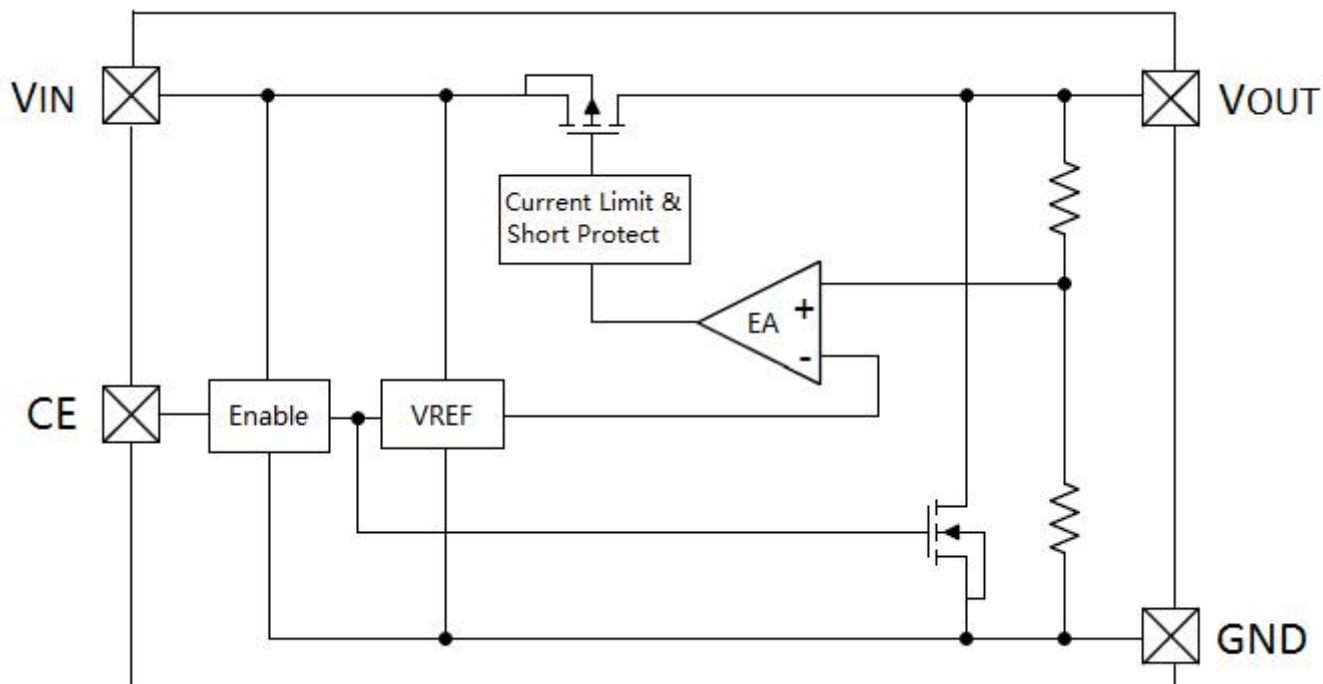 VIN
VOUT
Current Limit &
Short Protect
EA
+
-
CE
Enable
VREF
GND